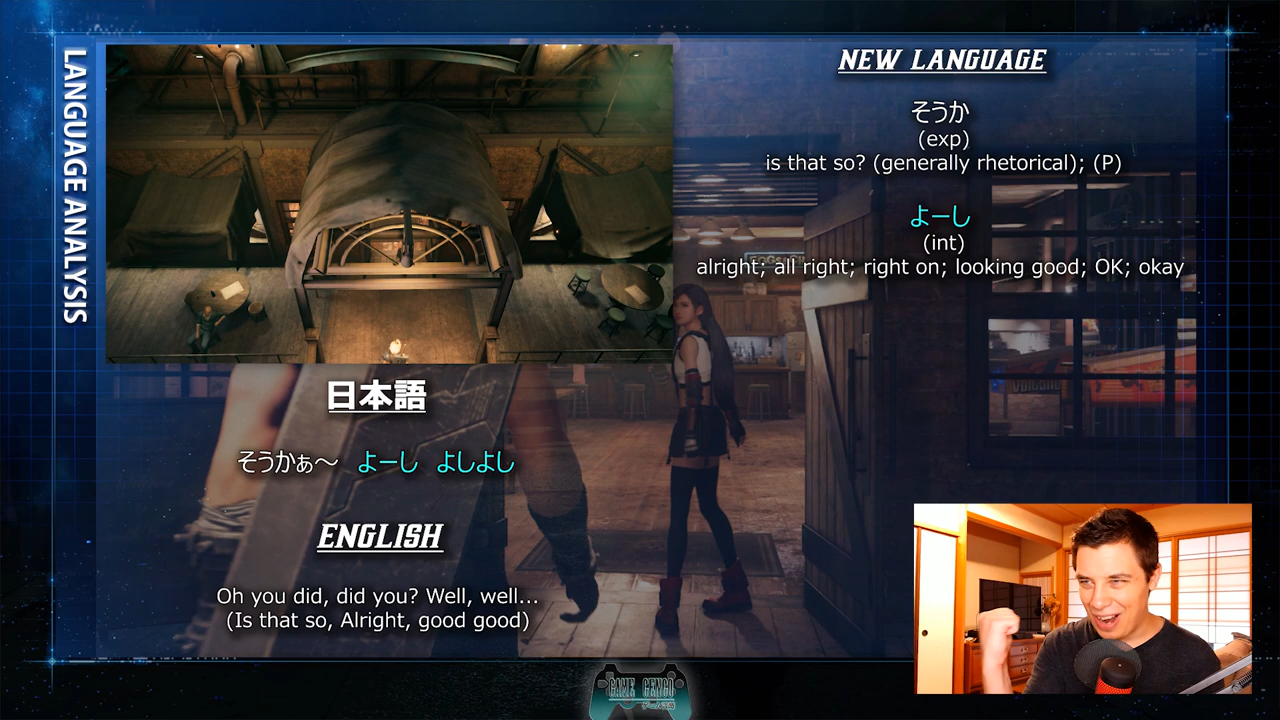 LANGUAGE ANALYSIS
NEW LANGUAGE
そうか
(exp)
is that so? (generally rhetorical); (P)
よーし
(int)
alright; all right; right on; looking good; OK; okay
日本語
そうかぁ〜 よーし よしよし
ENGLISH
Oh you did, did you? Well, well...
(Is that so, Alright, good good)
GAME GENGO